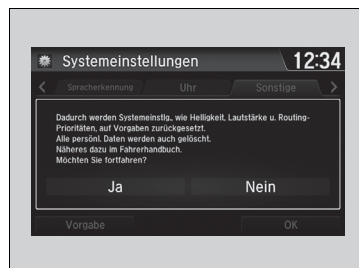 Systemeinstellungen
12:34
Spracherkennung
Uhr
Sonstige
Dadurch werden Systemeinstlg., wie Helligkeit, Lautstärke u. Routing-
Prioritäten, auf Vorgaben zurückgesetzt.
Alle persönl. Daten werden auch gelöscht.
Näheres dazu im Fahrerhandbuch.
Möchten Sie fortfahren?
Ja
Nein
Vorgabe
OK